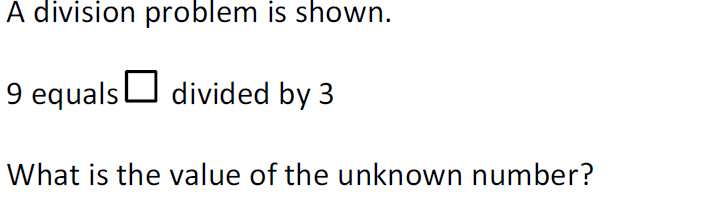 A division problem is shown.
9 equals □ divided by 3
What is the value of the unknown number?